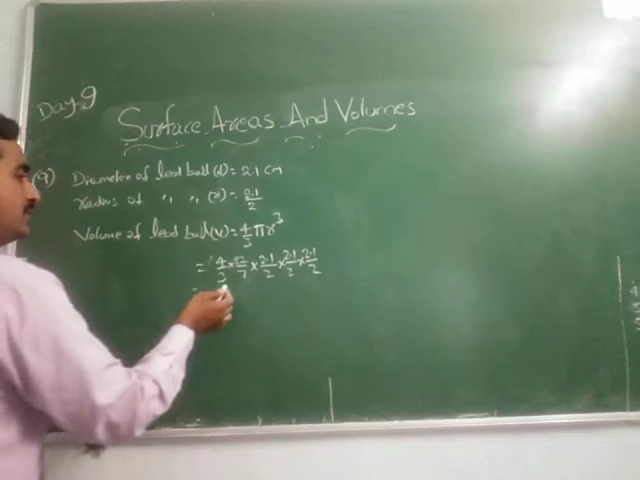 Day-9
Surface Areas And Volumes
(9) Diameter of lead ball (d) = 2.1 cm
radius of " " (r) = 2.1/2
Volume of lead ball (v) = 4/3 πr³
= 4/3 × 22/7 × 2.1/2 × 2.1/2 × 2.1/2
=